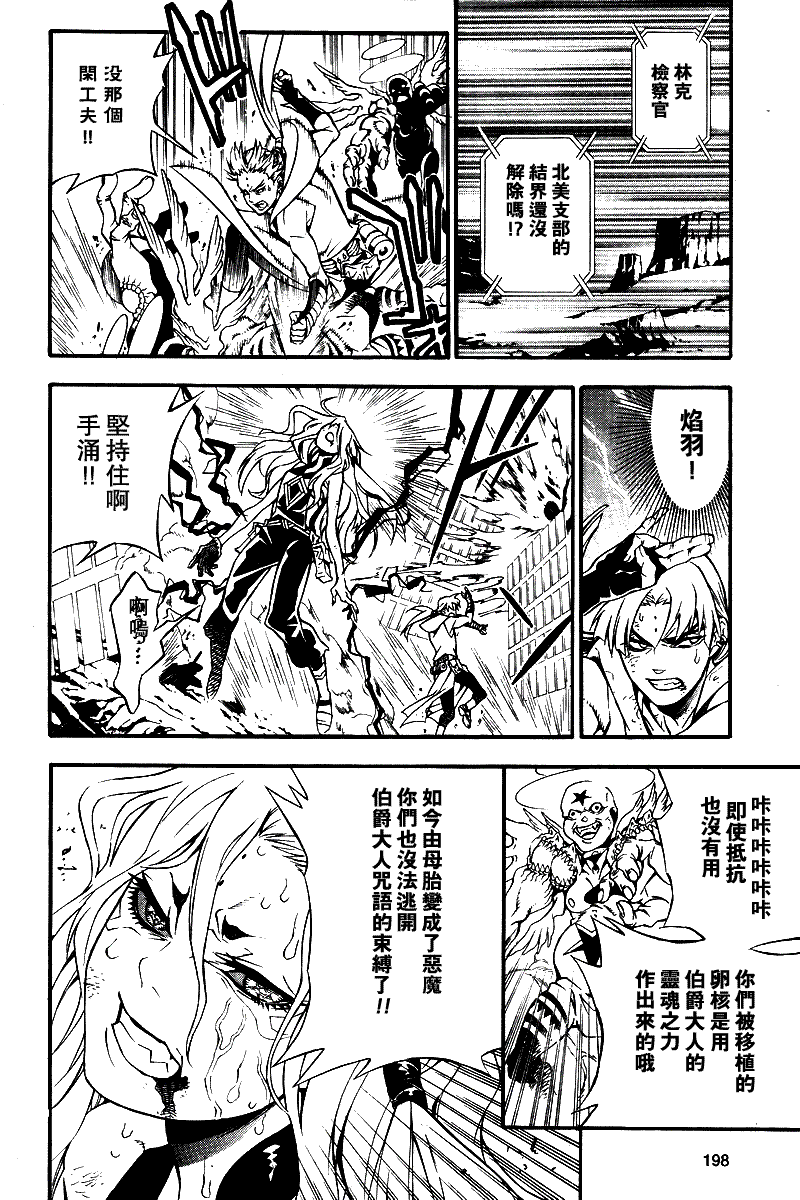 林克
檢察官
北美支部的
結界還沒
解除嗎!?
没那個
閑工夫!!
焰羽!
堅持住啊
手涌!!
啊嗚…
咔咔咔咔咔咔
即使抵抗
也沒有用
你們被移植的
卵核是用
伯爵大人的
靈魂之力
作出來的哦
如今由母胎變成了惡魔
你們也沒法逃開
伯爵大人咒語的束縛了!!
198